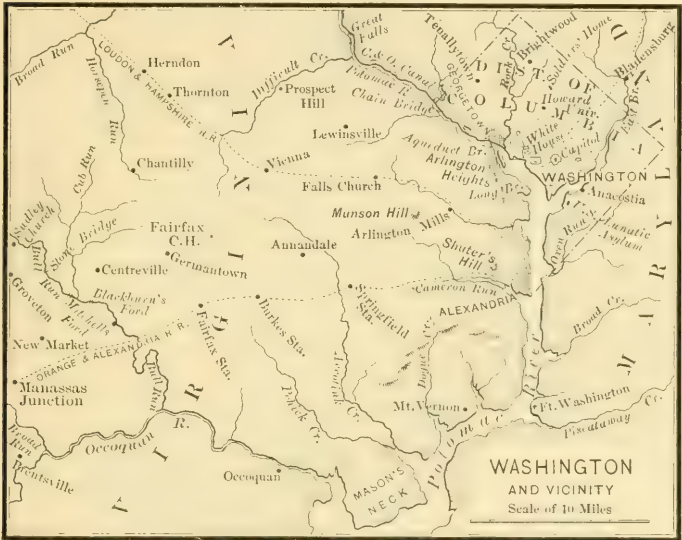 Great Falls
Tenallytown
Brightwood
Soldiers' Home
Bladensburg
Broad Run
Horsepen Run
LOUDON & HAMPSHIRE R.R.
Herndon
Thornton
Difficult Cr.
Prospect Hill
C. & O. Canal
Potomac R.
Chain Bridge
GEORGETOWN
Rock Cr.
DIST OF
COLUMBIA
Howard Univ.
White House
Capitol
East Br.
Lewinsville
Aqueduct Br.
Arlington Heights
Long Br.
WASHINGTON
Anacostia
Lunatic Asylum
Oxen Run
Cub Run
Chantilly
Vienna
Falls Church
Munson Hill
Arlington Mills
Sudley Church
Stone Bridge
Fairfax C.H.
Germantown
Annandale
Shuter's Hill
Centreville
Bull Run
Mitchells Ford
Blackburn's Ford
Groveton
New Market
ORANGE & ALEXANDRIA R.R.
Fairfax Sta.
Burkes Sta.
Springfield Sta.
Cameron Run
ALEXANDRIA
Broad Cr.
Manassas Junction
Bull Run
Pohick Cr.
Accotink Cr.
Dogue Cr.
Mt. Vernon
Potomac River
Ft. Washington
Piscataway Cr.
Broad Run
Brentsville
Occoquan R.
Occoquan
MASON'S NECK
VIRGINIA
MARYLAND
WASHINGTON
AND VICINITY
Scale of 10 Miles